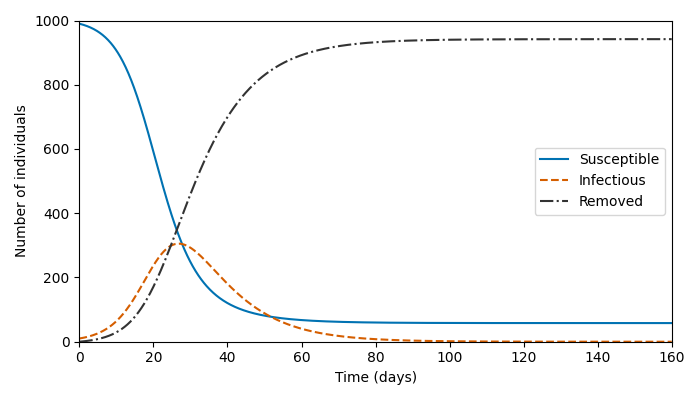 1000
800
600
400
200
0
Number of individuals
Susceptible
Infectious
Removed
0 20 40 60 80 100 120 140 160
Time (days)